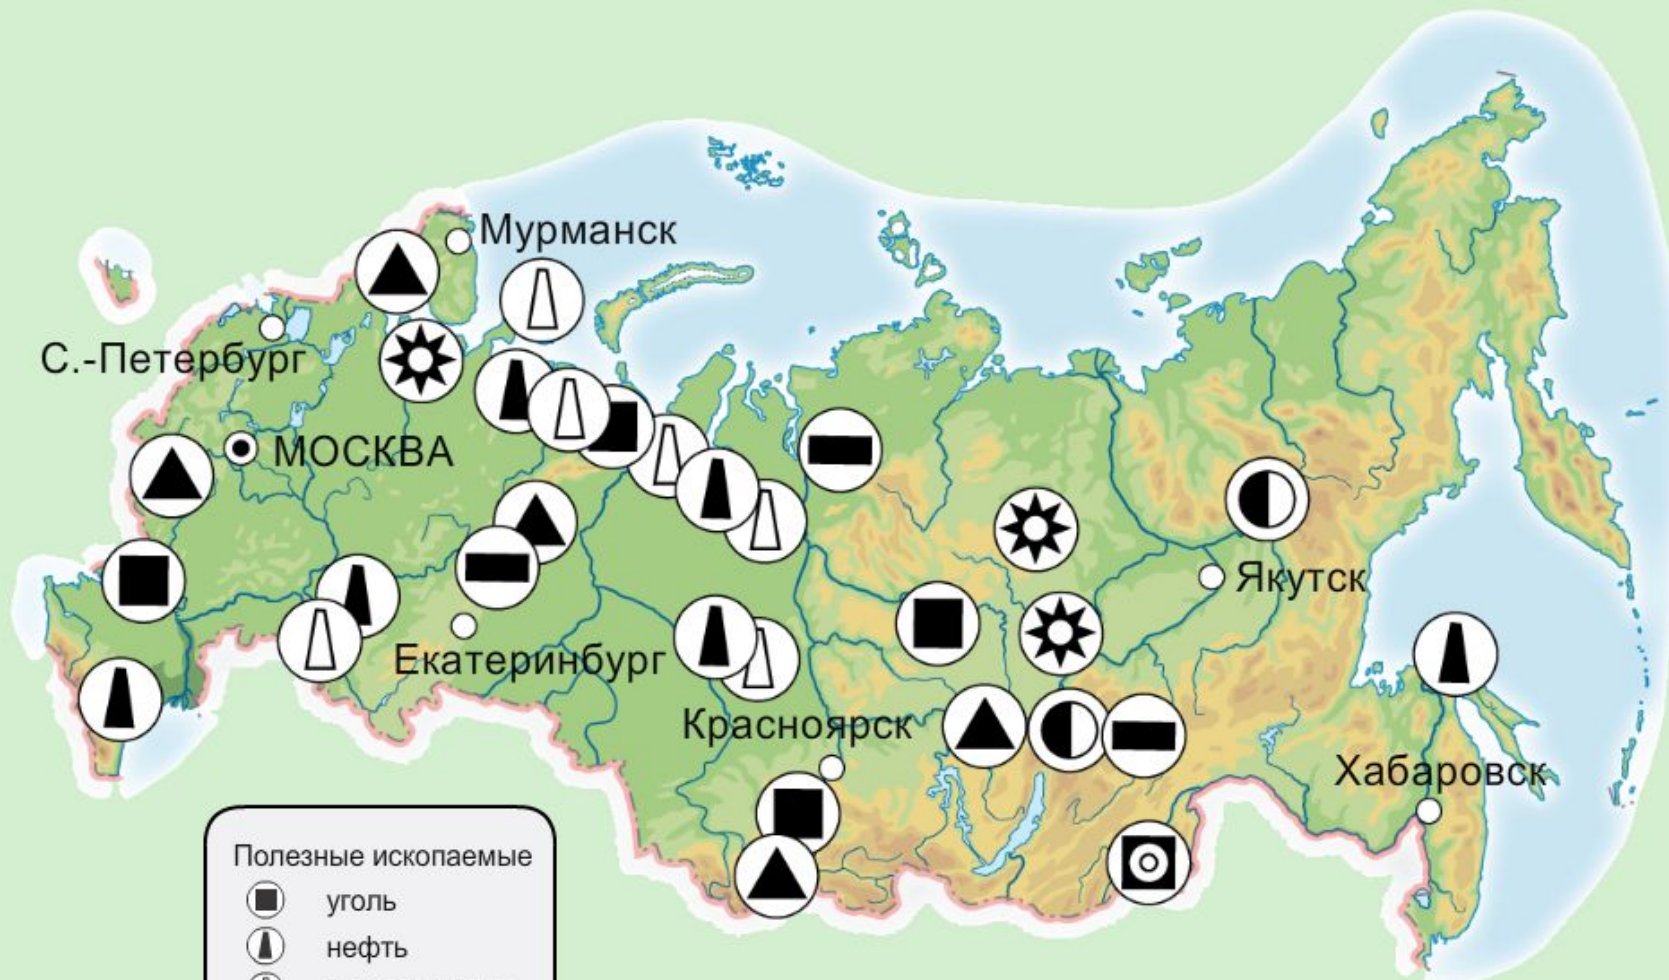 Мурманск
С.-Петербург
МОСКВА
Якутск
Екатеринбург
Красноярск
Хабаровск
Полезные ископаемые
уголь
нефть